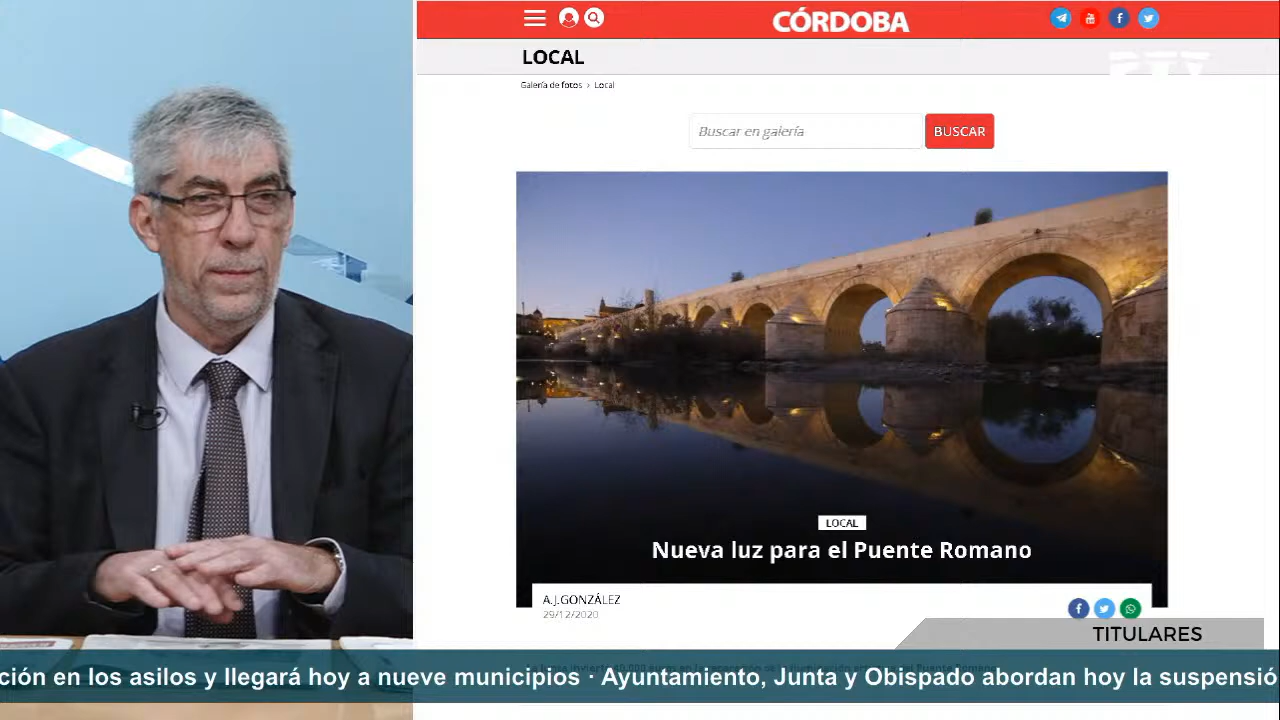 CÓRDOBA
LOCAL
PTV
Galería de fotos › Local
Buscar en galería
BUSCAR
LOCAL
Nueva luz para el Puente Romano
A.J.GONZÁLEZ
29/12/2020
TITULARES
ción en los asilos y llegará hoy a nueve municipios · Ayuntamiento, Junta y Obispado abordan hoy la suspensió